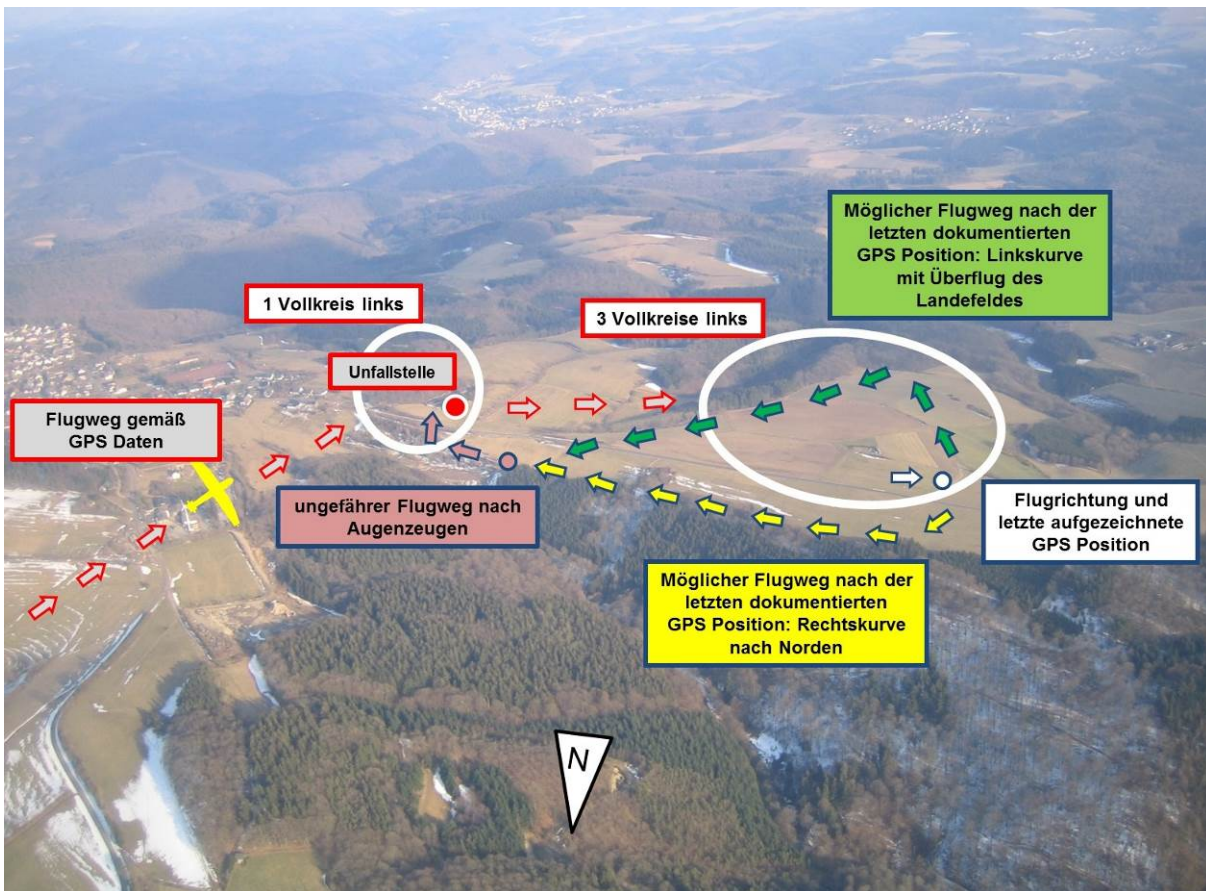 Möglicher Flugweg nach der
letzten dokumentierten
GPS Position: Linkskurve
mit Überflug des
Landefeldes
1 Vollkreis links
3 Vollkreise links
Unfallstelle
Flugweg gemäß
GPS Daten
ungefährer Flugweg nach
Augenzeugen
Flugrichtung und
letzte aufgezeichnete
GPS Position
Möglicher Flugweg nach der
letzten dokumentierten
GPS Position: Rechtskurve
nach Norden
N